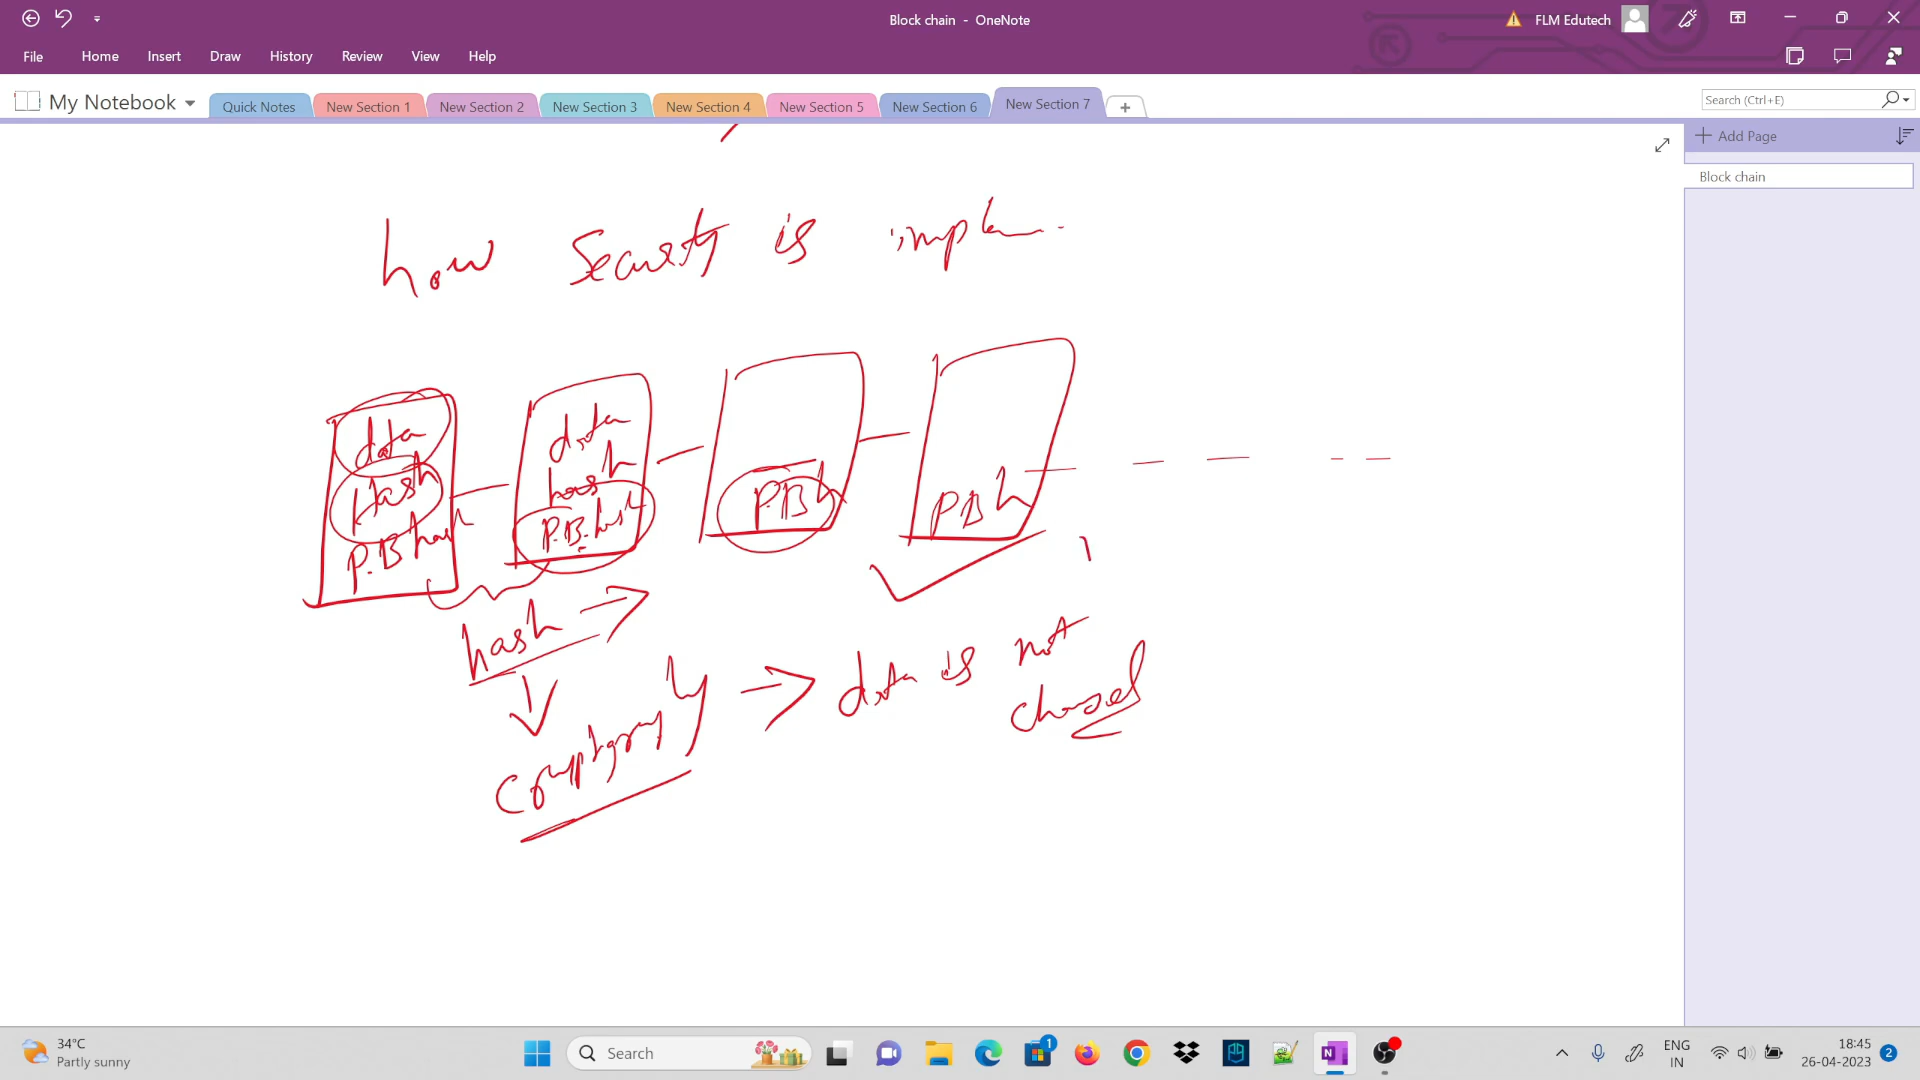 Block chain - OneNote
FLM Edutech
File Home Insert Draw History Review View Help
My Notebook
Quick Notes New Section 1 New Section 2 New Section 3 New Section 4 New Section 5 New Section 6 New Section 7
Search (Ctrl+E)
Add Page
Block chain
how security is implem.
data
Hash
P.B hash
data
hash
P.B. hash
P.B h
P B h
hash
data is not
34°C
Partly sunny
Search
1
ENG
IN
18:45
26-04-2023
2